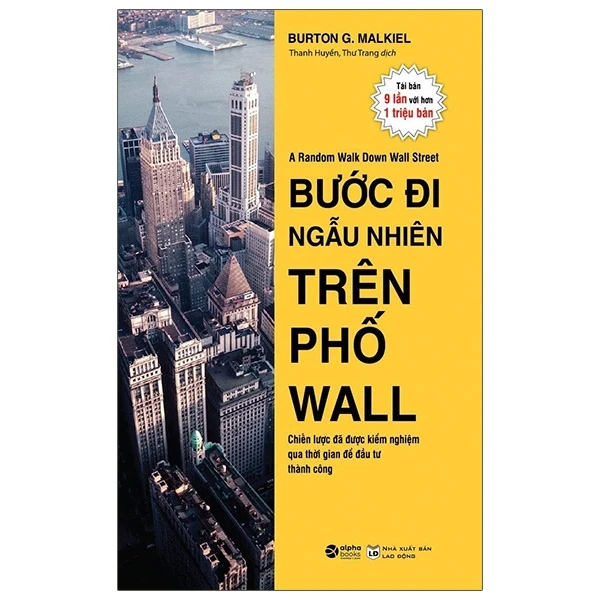 BURTON G. MALKIEL
Thanh Huyền, Thư Trang dịch
Tái bản
9 lần với hơn
1 triệu bản
A Random Walk Down Wall Street
BƯỚC ĐI
NGẪU NHIÊN
TRÊN
PHỐ
WALL
Chiến lược đã được kiểm nghiệm
qua thời gian để đầu tư
thành công
alpha
books
LĐ
NHÀ XUẤT BẢN
LAO ĐỘNG